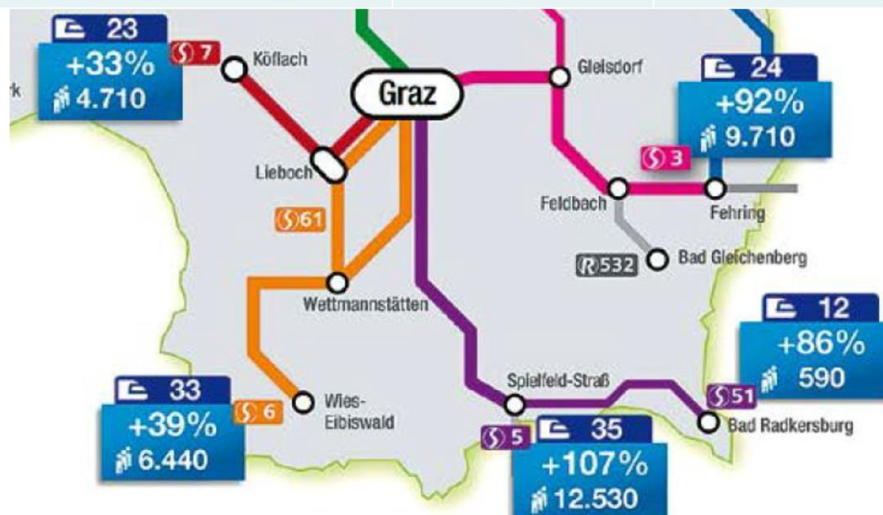 23
+33%
4.710
S 7
Köflach
Graz
Gleisdorf
24
+92%
9.710
S 3
Lieboch
Feldbach
Fehring
S 61
R 532
Bad Gleichenberg
Wettmannstätten
12
+86%
590
33
+39%
6.440
S 6
Wies-
Eibiswald
Spielfeld-Straß
S 51
Bad Radkersburg
S 5
35
+107%
12.530